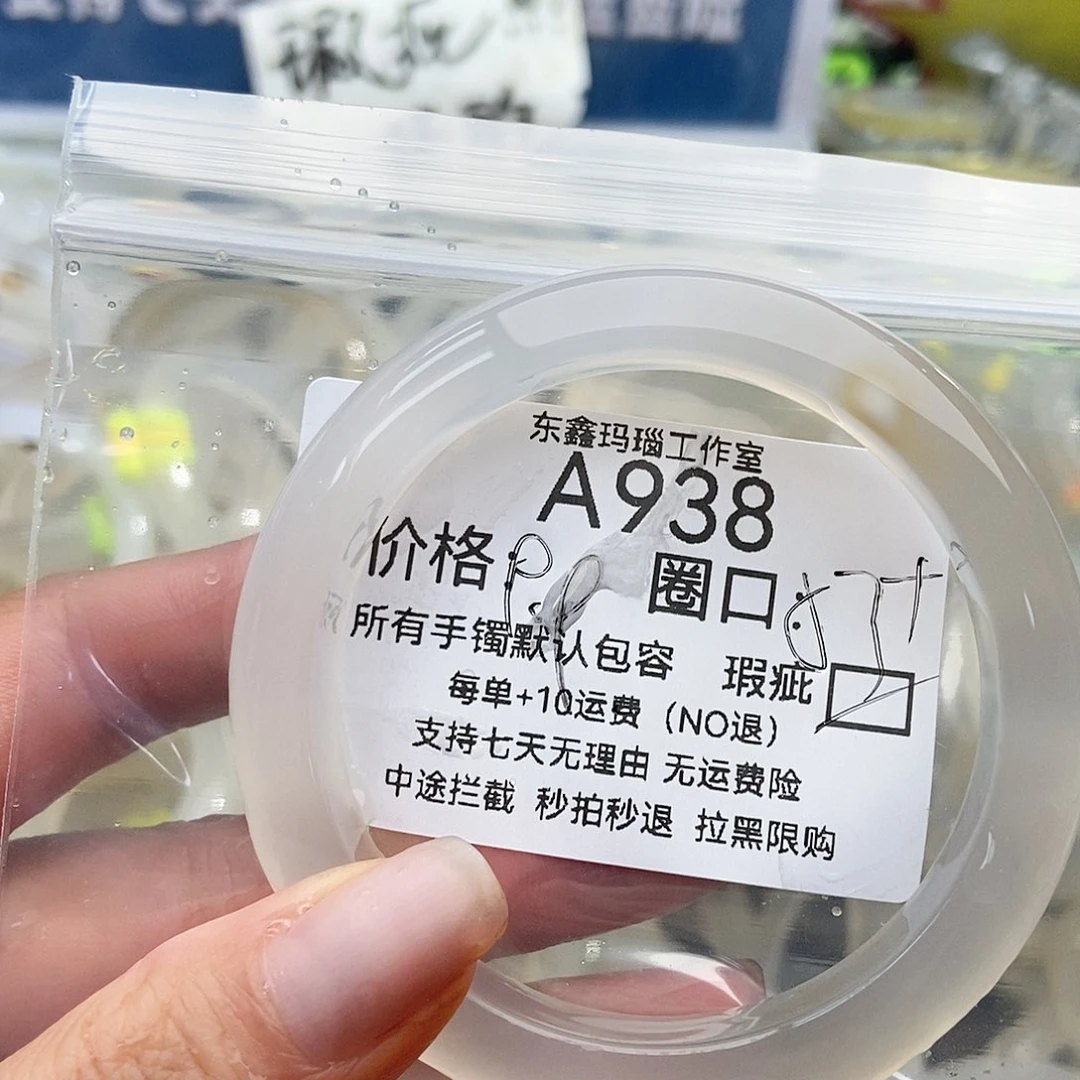 瑕疵
东鑫玛瑙工作室
A938
价格: 圈口:
所有手镯默认包容 瑕疵
每单+10运费 (NO退)
支持七天无理由 无运费险
中途拦截 秒拍秒退 拉黑限购